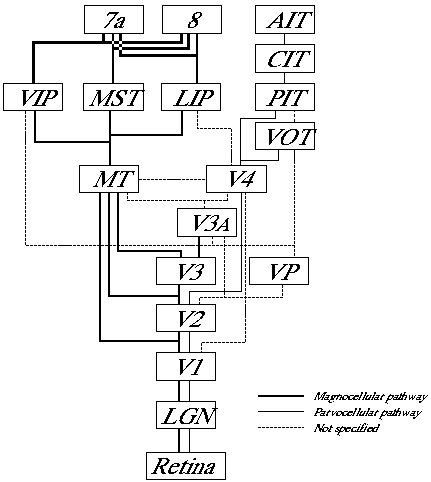 7a
8
AIT
CIT
VIP
MST
LIP
PIT
VOT
MT
V4
V3A
V3
VP
V2
V1
Magnocellular pathway
Parvocellular pathway
Not specified
LGN
Retina